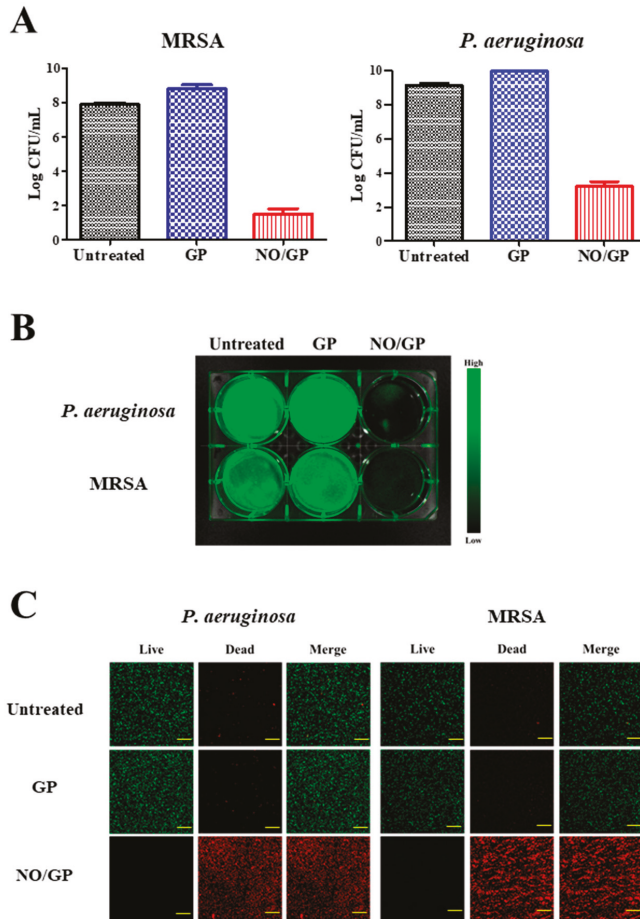 A
MRSA
P. aeruginosa
Log CFU/mL
10
8
6
4
2
0
Untreated
GP
NO/GP
Log CFU/mL
10
8
6
4
2
0
Untreated
GP
NO/GP
B
Untreated GP NO/GP
P. aeruginosa
MRSA
High
Low
C
P. aeruginosa MRSA
Live Dead Merge Live Dead Merge
Untreated
GP
NO/GP